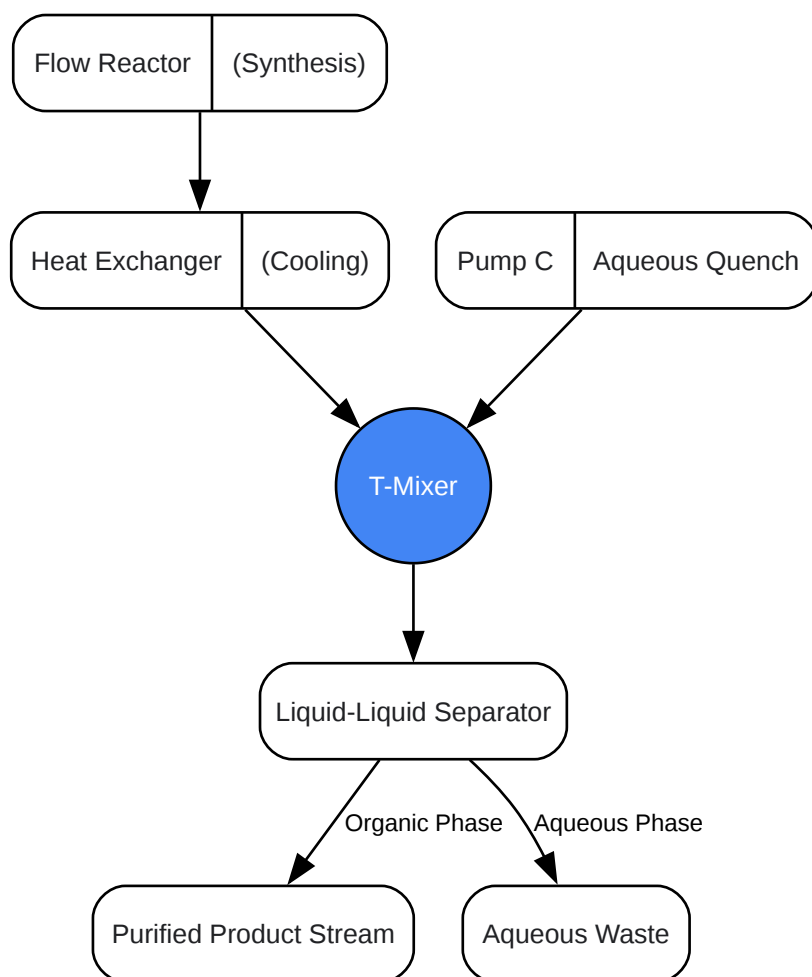 Flow Reactor
(Synthesis)
Heat Exchanger
(Cooling)
Pump C
Aqueous Quench
T-Mixer
Liquid-Liquid Separator
Organic Phase
Aqueous Phase
Purified Product Stream
Aqueous Waste